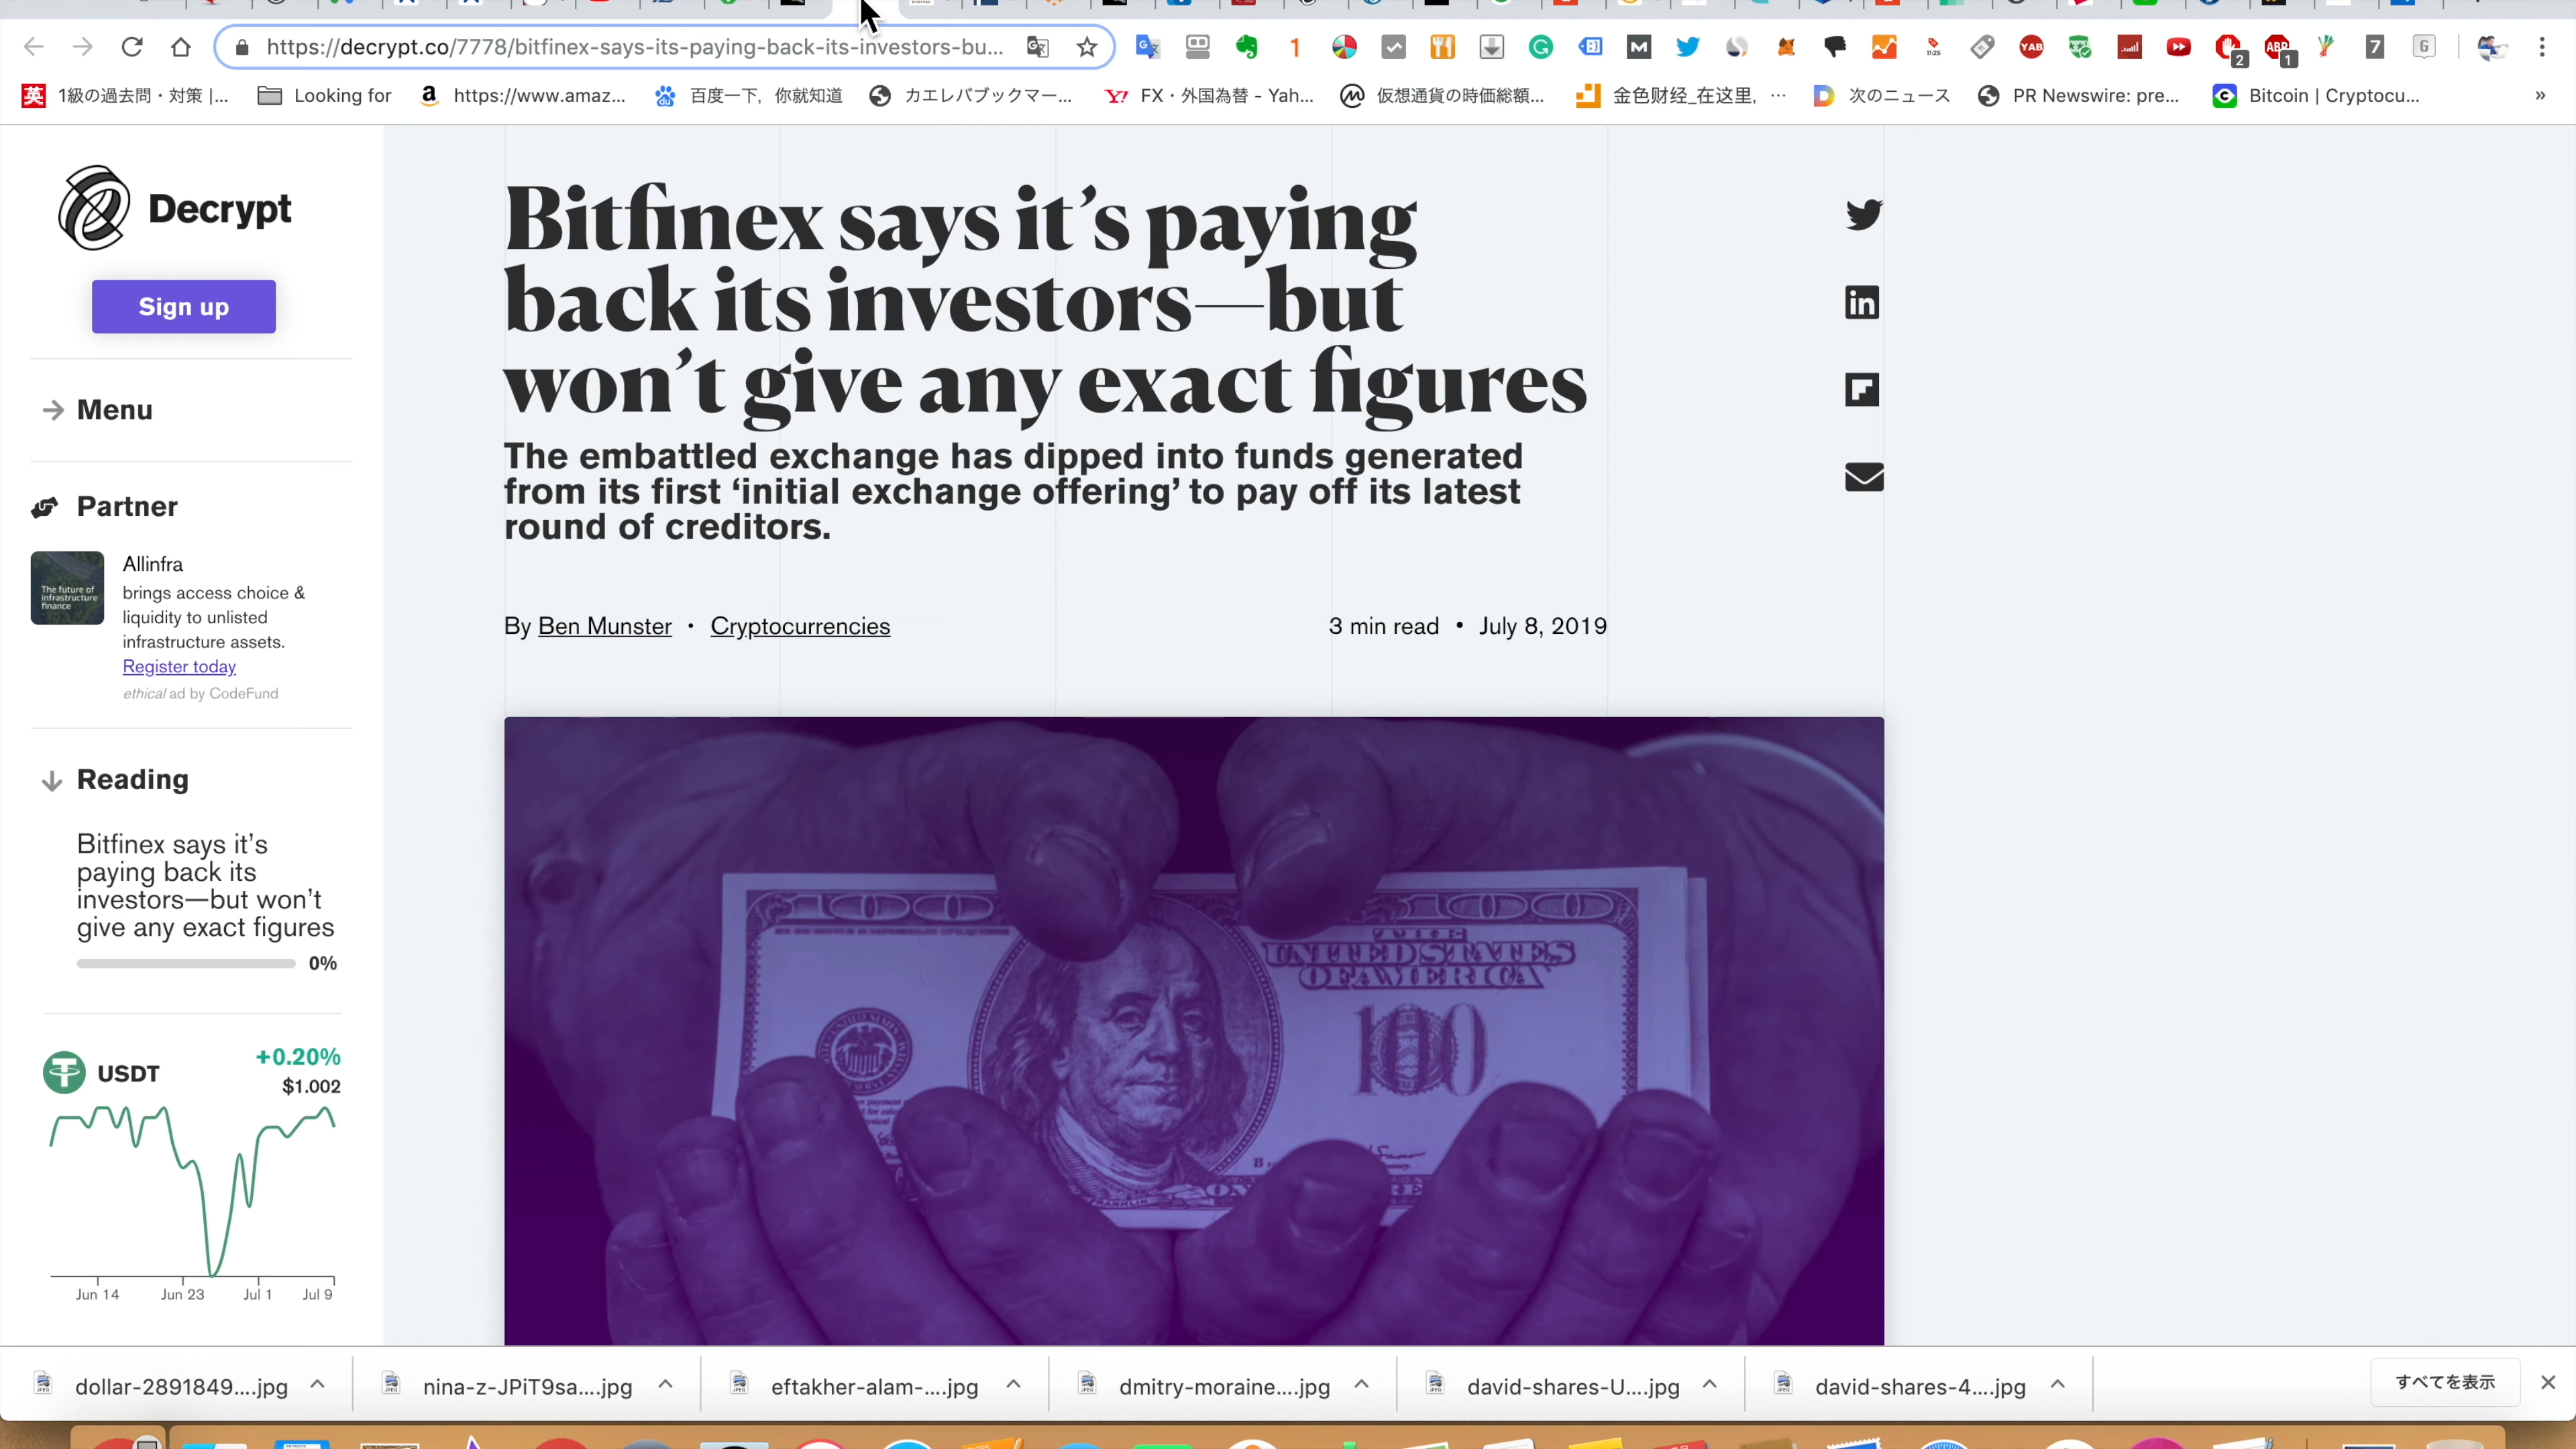 https://decrypt.co/7778/bitfinex-says-its-paying-back-its-investors-bu...
1級の過去問・対策 |...
Looking for
https://www.amaz...
百度一下，你就知道
カエレバブックマー...
FX・外国為替 - Yah...
仮想通貨の時価総額...
金色财经_在这里, ...
次のニュース
PR Newswire: pre...
Bitcoin | Cryptocu...
»
Decrypt
Sign up
Menu
Partner
The future of
infrastructure
finance
Allinfra
brings access choice &
liquidity to unlisted
infrastructure assets.
Register today
ethical ad by CodeFund
Reading
Bitfinex says it's
paying back its
investors—but won't
give any exact figures
0%
USDT
+0.20%
$1.002
Jun 14 Jun 23 Jul 1 Jul 9
Bitfinex says it's paying
back its investors—but
won't give any exact figures
The embattled exchange has dipped into funds generated
from its first 'initial exchange offering' to pay off its latest
round of creditors.
By Ben Munster • Cryptocurrencies
3 min read • July 8, 2019
100
100
THE
UNITED STATES
OF AMERICA
100
FRANKLIN
dollar-2891849....jpg
nina-z-JPiT9sa....jpg
eftakher-alam-....jpg
dmitry-moraine....jpg
david-shares-U....jpg
david-shares-4....jpg
すべてを表示